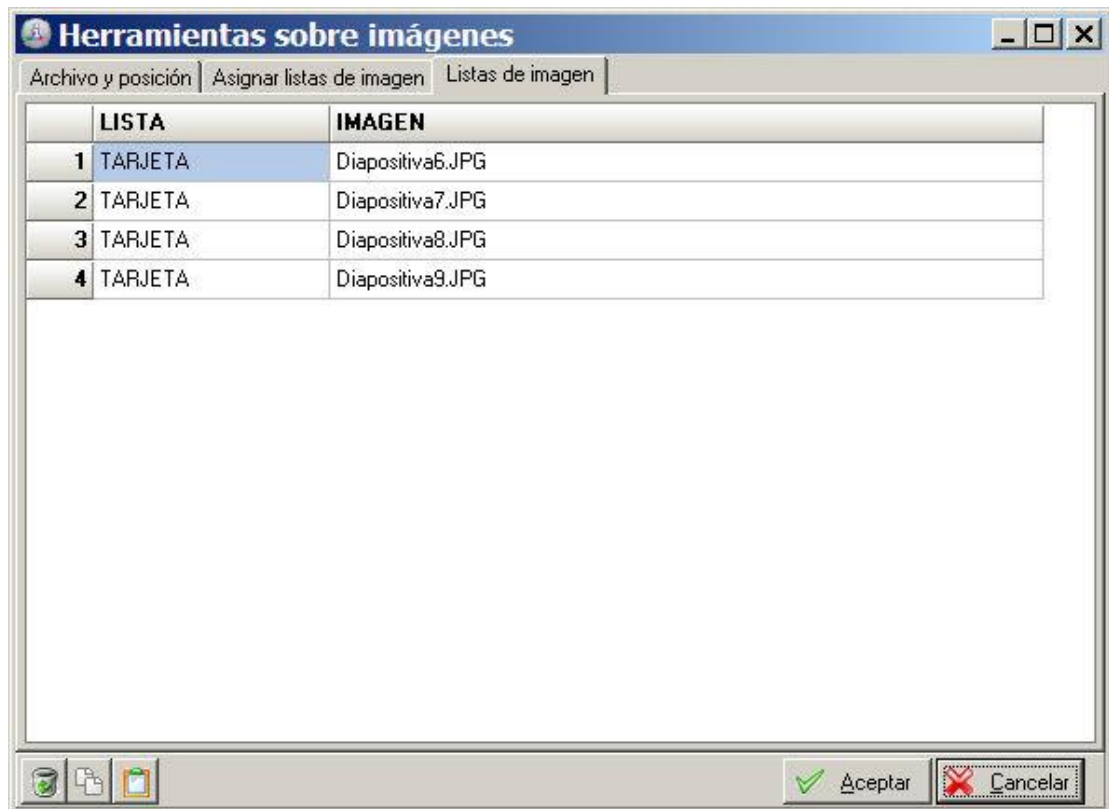 Herramientas sobre imágenes
Archivo y posición Asignar listas de imagen Listas de imagen
LISTA IMAGEN
1 TARJETA Diapositiva6.JPG
2 TARJETA Diapositiva7.JPG
3 TARJETA Diapositiva8.JPG
4 TARJETA Diapositiva9.JPG
Aceptar Cancelar